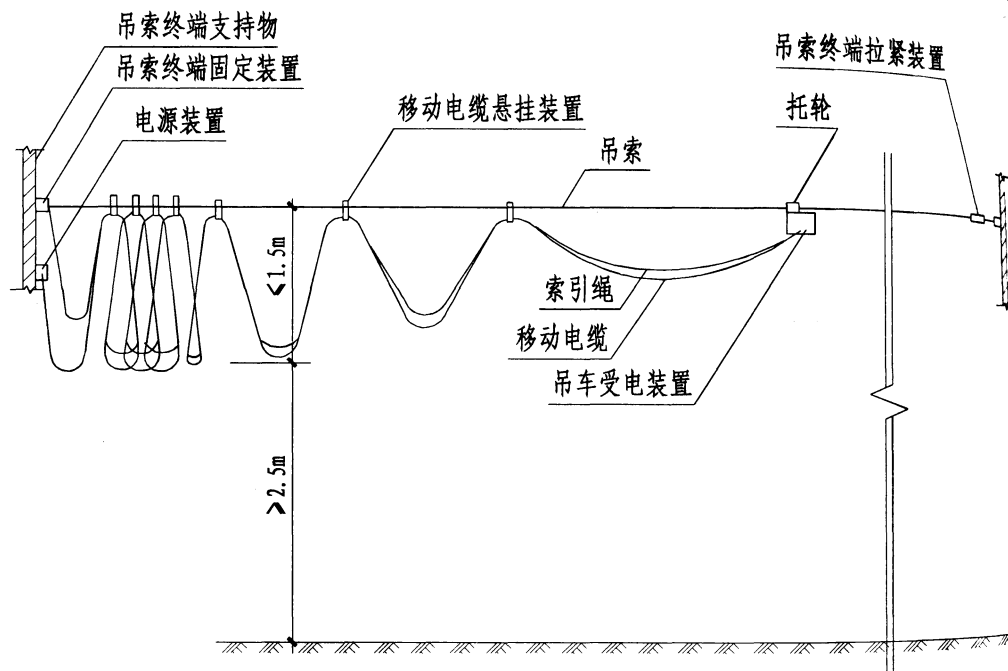 吊索终端支持物
吊索终端固定装置
电源装置
移动电缆悬挂装置
吊索
托轮
吊索终端拉紧装置
<1.5m
索引绳
移动电缆
吊车受电装置
>2.5m